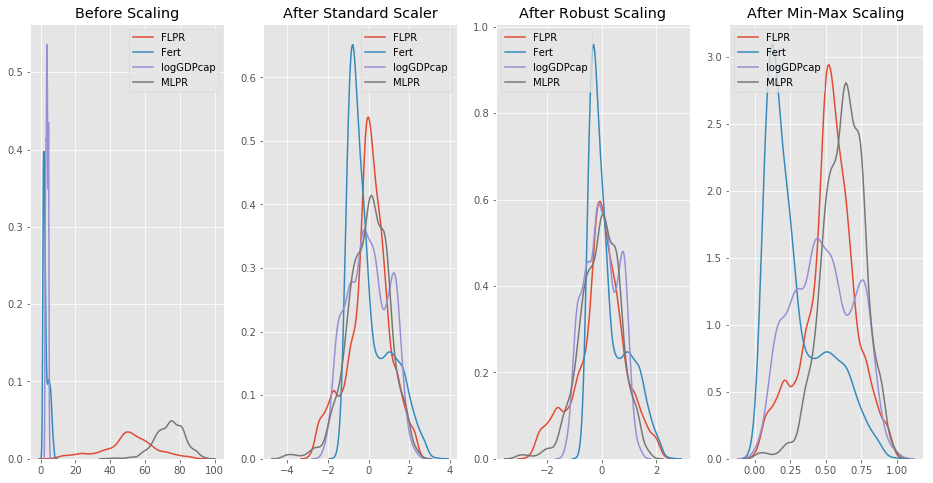 Before Scaling
FLPR
Fert
logGDPcap
MLPR
0.5
0.4
0.3
0.2
0.1
0.0
0 20 40 60 80 100
After Standard Scaler
FLPR
Fert
logGDPcap
MLPR
0.6
0.5
0.4
0.3
0.2
0.1
0.0
−4 −2 0 2 4
After Robust Scaling
FLPR
Fert
logGDPcap
MLPR
1.0
0.8
0.6
0.4
0.2
0.0
−2 0 2
After Min-Max Scaling
FLPR
Fert
logGDPcap
MLPR
3.0
2.5
2.0
1.5
1.0
0.5
0.0
0.00 0.25 0.50 0.75 1.00